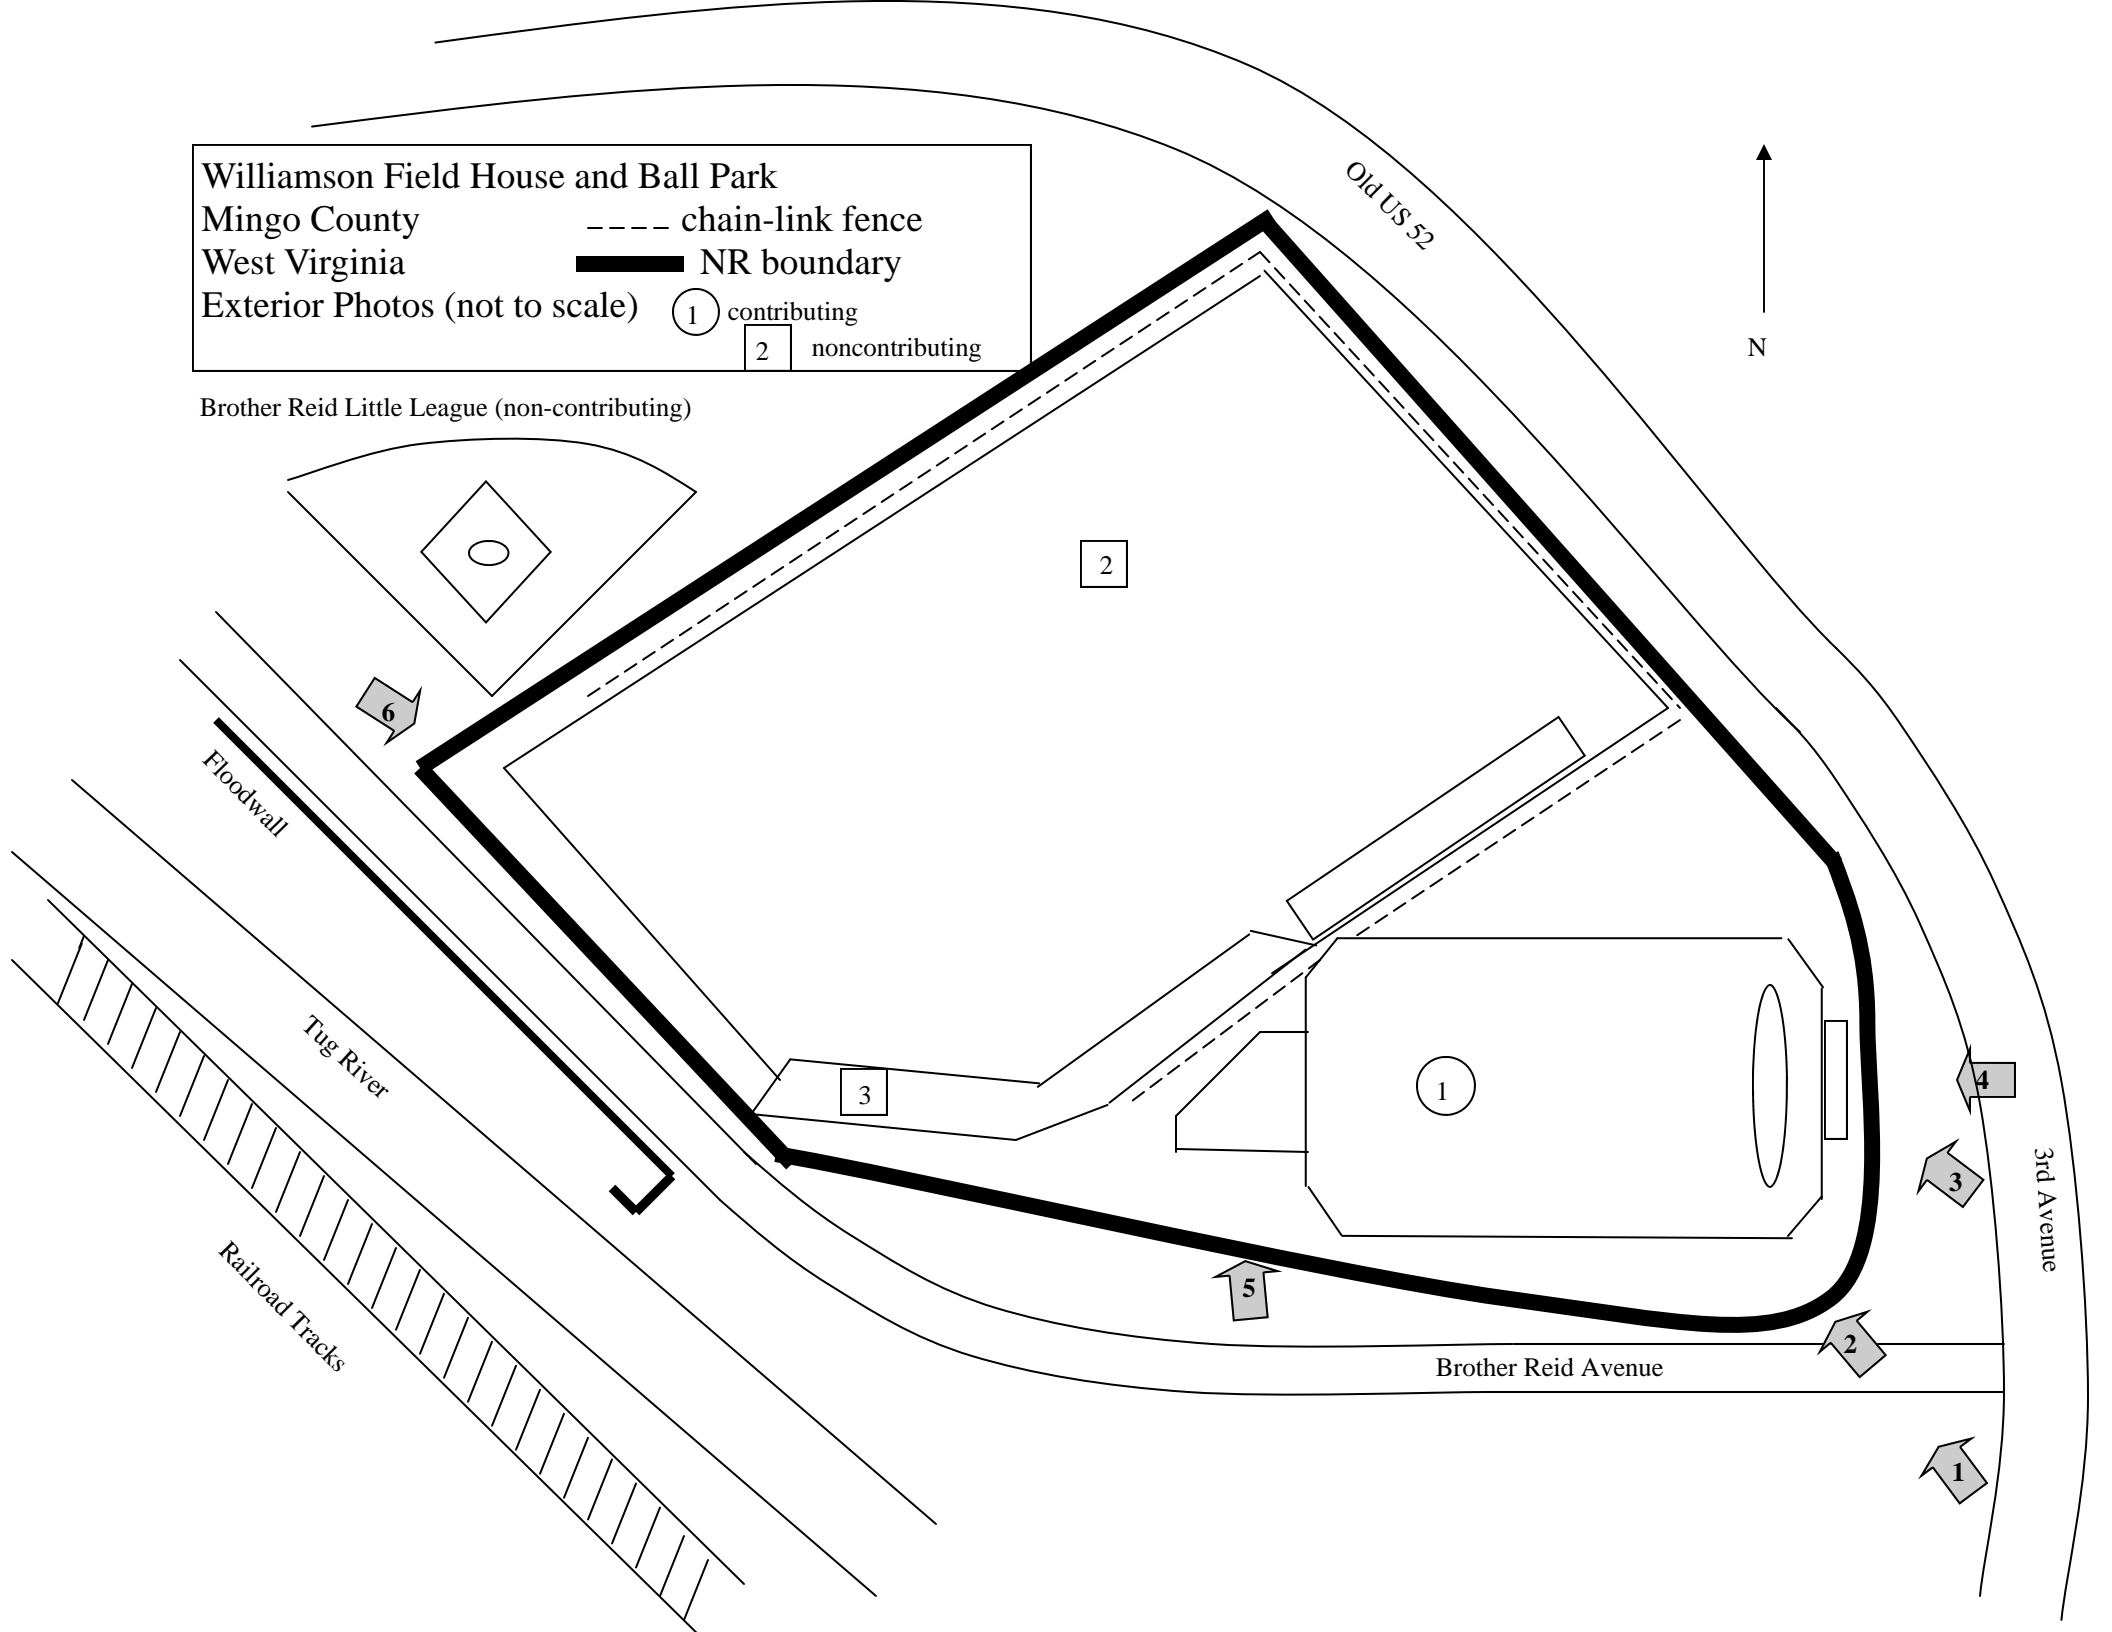 Williamson Field House and Ball Park
Mingo County
chain-link fence
West Virginia
NR boundary
Exterior Photos (not to scale)
1 contributing
2 noncontributing
Old US 52
N
Brother Reid Little League (non-contributing)
2
6
Floodwall
Tug River
3
1
4
3
3rd Avenue
Railroad Tracks
5
2
Brother Reid Avenue
1